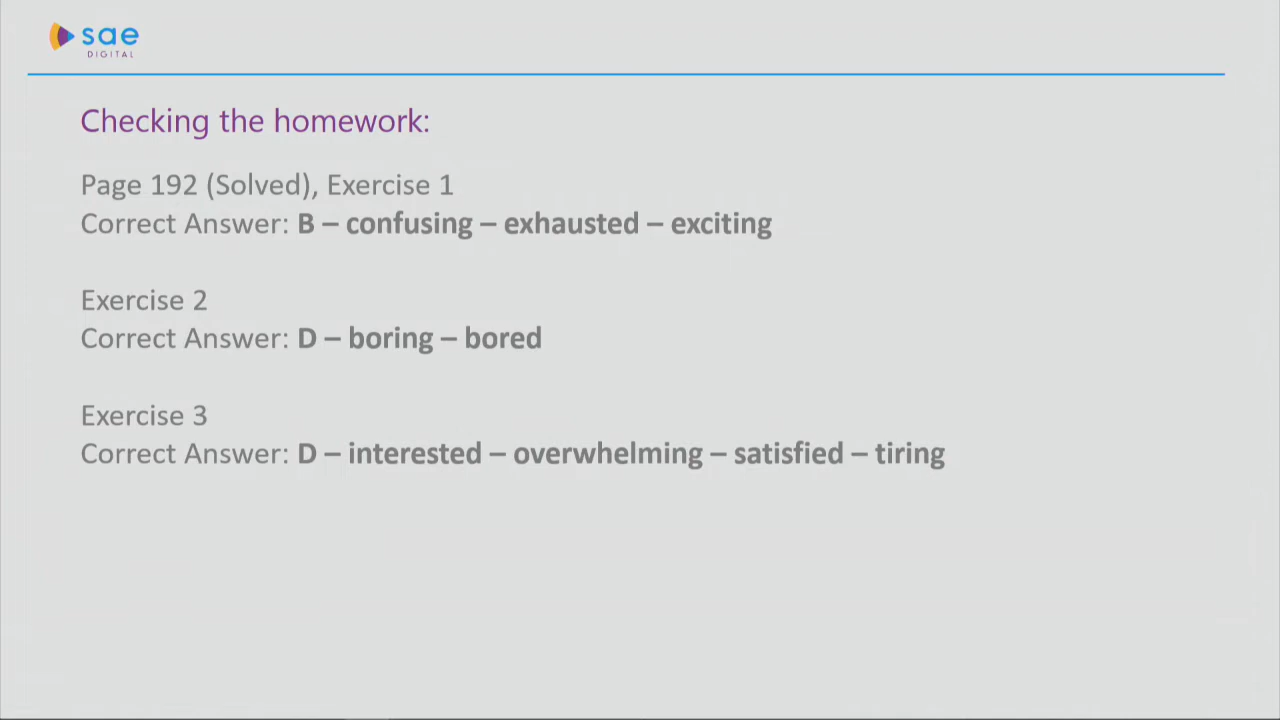 sae
DIGITAL
Checking the homework:
Page 192 (Solved), Exercise 1
Correct Answer: B – confusing – exhausted – exciting
Exercise 2
Correct Answer: D – boring – bored
Exercise 3
Correct Answer: D – interested – overwhelming – satisfied – tiring